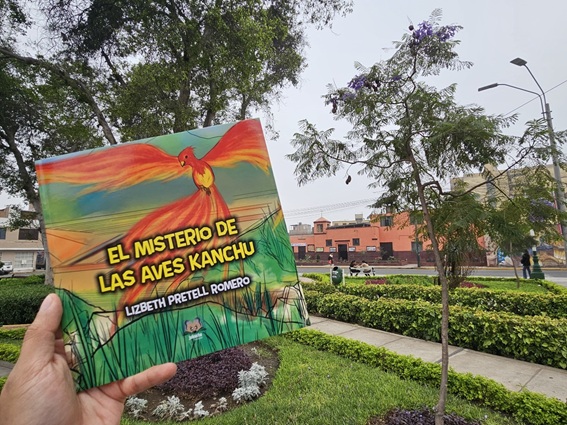 EL MISTERIO DE
LAS AVES KANCHU
LIZBETH PRETELL ROMERO